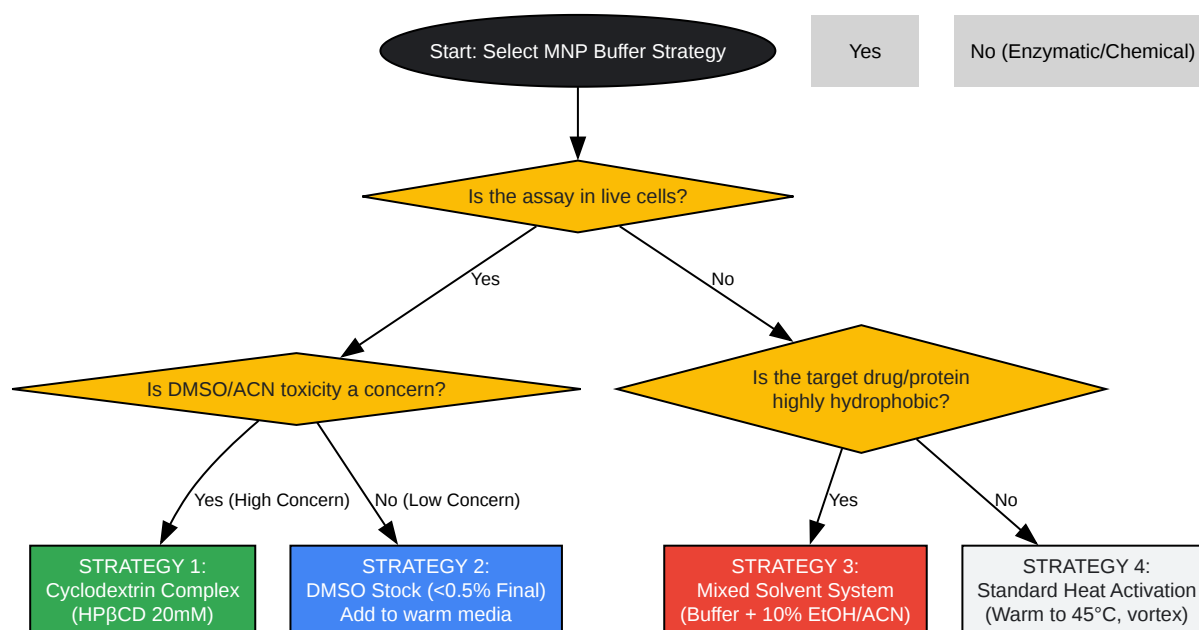 Start: Select MNP Buffer Strategy
Yes
No (Enzymatic/Chemical)
Is the assay in live cells?
Yes
No
Is DMSO/ACN toxicity a concern?
Is the target drug/protein
highly hydrophobic?
Yes (High Concern)
No (Low Concern)
Yes
No
STRATEGY 1:
Cyclodextrin Complex
(HPβCD 20mM)
STRATEGY 2:
DMSO Stock (<0.5% Final)
Add to warm media
STRATEGY 3:
Mixed Solvent System
(Buffer + 10% EtOH/ACN)
STRATEGY 4:
Standard Heat Activation
(Warm to 45°C, vortex)